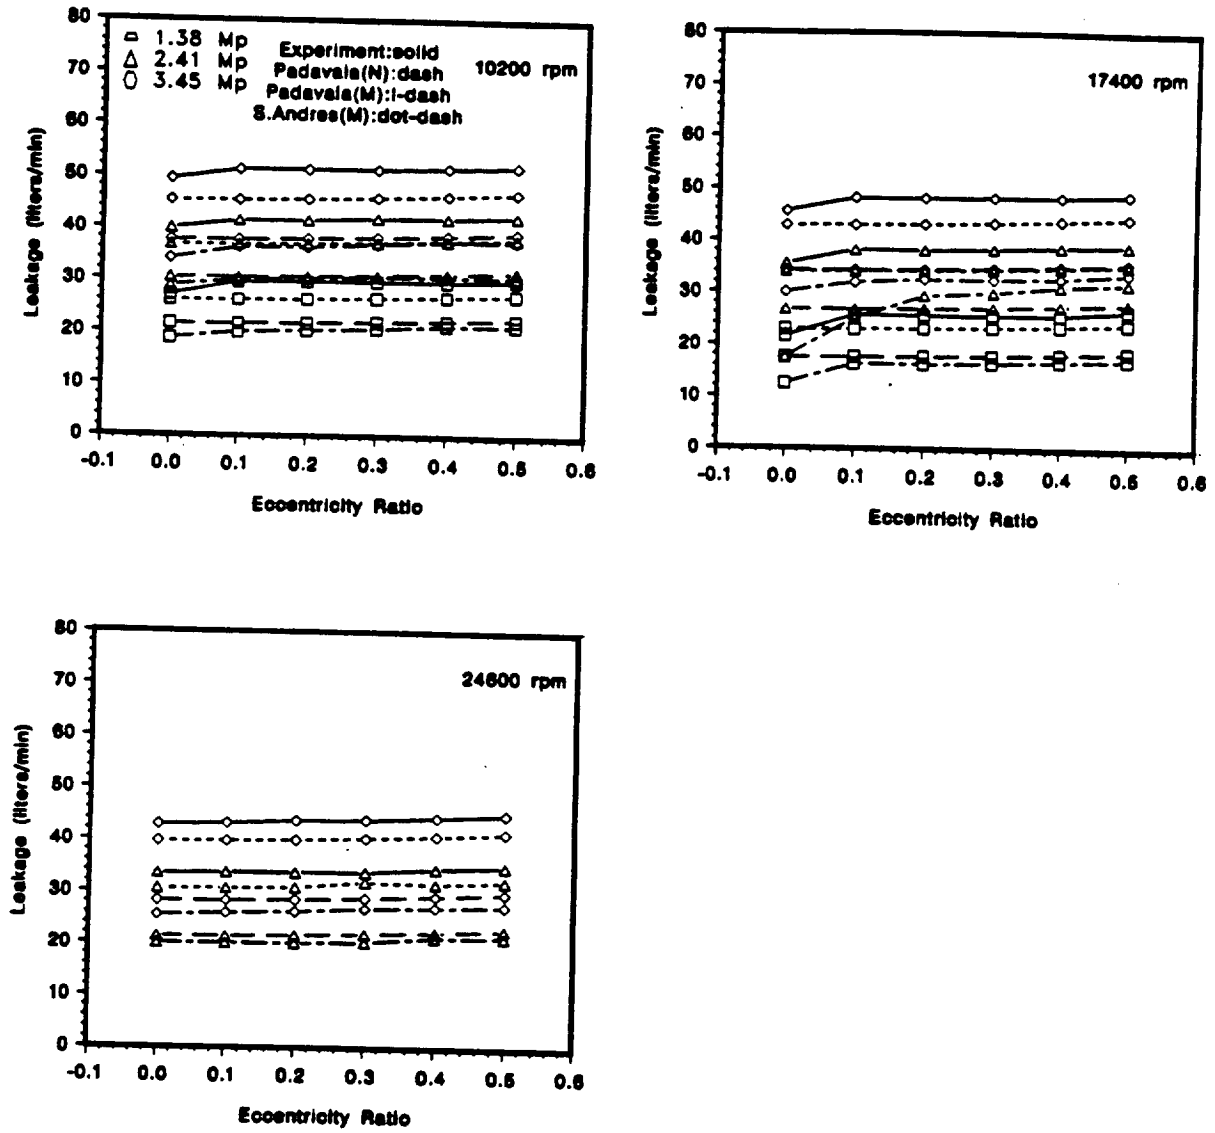 80
70
60
50
40
30
20
10
0
Leakage (liters/min)
1.38 Mp
2.41 Mp
3.45 Mp
Experiment:solid
Padavala(N):dash
Padavala(M):l-dash
S.Andres(M):dot-dash
10200 rpm
-0.1 0.0 0.1 0.2 0.3 0.4 0.5 0.6
Eccentricity Ratio
80
70
60
50
40
30
20
10
0
Leakage (liters/min)
17400 rpm
-0.1 0.0 0.1 0.2 0.3 0.4 0.5 0.6
Eccentricity Ratio
80
70
60
50
40
30
20
10
0
Leakage (liters/min)
24600 rpm
-0.1 0.0 0.1 0.2 0.3 0.4 0.5 0.6
Eccentricity Ratio